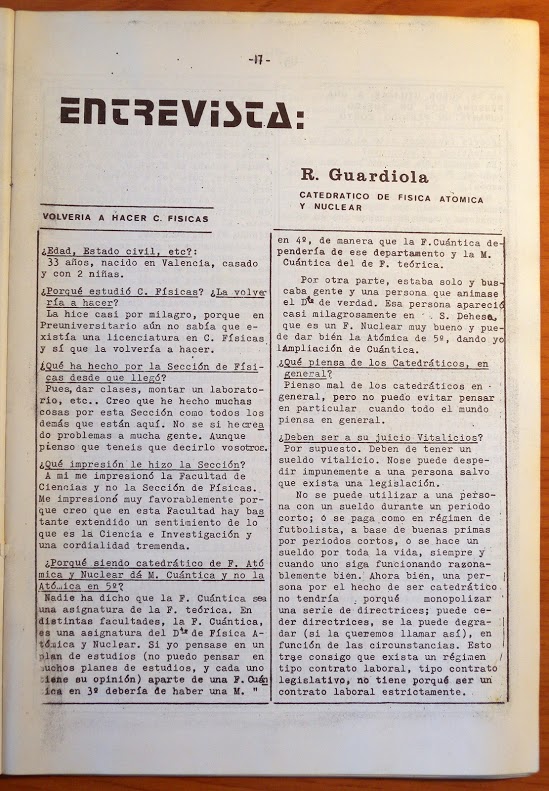 -17-
ENTREVISTA:
R. Guardiola
CATEDRATICO DE FISICA ATOMICA
Y NUCLEAR
VOLVERIA A HACER C. FISICAS
¿Edad, Estado civil, etc?:
33 años, nacido en Valencia, casado
y con 2 niñas.
¿Porqué estudió C. Físicas? ¿La volve
ría a hacer?
La hice casi por milagro, porque en
Preuniversitario aún no sabía que e-
xistía una licenciatura en C. Físicas
y sí que la volvería a hacer.
¿Qué ha hecho por la Sección de Físi-
cas desde que llegó?
Pues, dar clases, montar un laborato-
rio, etc.. Creo que he hecho muchas
cosas por esta Sección como todos los
demás que están aquí. No se si he crea
do problemas a mucha gente. Aunque
pienso que teneis que decirlo vosotros.
¿Qué impresión le hizo la Sección?
A mi me impresionó la Facultad de
Ciencias y no la Sección de Físicas.
Me impresionó muy favorablemente por-
que creo que en esta Facultad hay bas
tante extendido un sentimiento de lo
que es la Ciencia e Investigación y
una cordialidad tremenda.
¿Porqué siendo catedrático de F. Ató
mica y Nuclear dá M. Cuántica y no la
Atómica en 5º?
Nadie ha dicho que la F. Cuántica sea
una asignatura de la F. teórica. En
distintas facultades, la F. Cuántica,
es una asignatura del Dto de Física A-
tómica y Nuclear. Si yo pensase en un
plan de estudios (no puedo pensar en
muchos planes de estudios, y cada uno
tiene su opinión) aparte de una F. Cuán
ica en 3º debería de haber una M. "
en 4º, de manera que la F. Cuántica de-
pendería de ese departamento y la M.
Cuántica del de F. teórica.
Por otra parte, estaba solo y bus
caba gente y una persona que animase
el Dto de verdad. Esa persona apareció
casi milagrosamente en S. Dehesa,
que es un F. Nuclear muy bueno y pue-
de dar bién la Atómica de 5º, dando yo
Ampliación de Cuántica.
¿Qué piensa de los Catedráticos, en
general?
Pienso mal de los catedráticos en
general, pero no puedo evitar pensar
en particular cuando todo el mundo
piensa en general.
¿Deben ser a su juicio Vitalicios?
Por supuesto. Deben de tener un
sueldo vitalicio. Nose puede despe-
dir impunemente a una persona salvo
que exista una legislación.
No se puede utilizar a una perso-
na con un sueldo durante un periodo
corto; ó se paga como en régimen de
futbolista, a base de buenas primas
por periodos cortos, ó se hace un
sueldo por toda la vida, siempre y
cuando uno siga funcionando razona-
blemente bién. Ahora bien, una per-
sona por el hecho de ser catedrático
no tendría porqué monopolizar
una serie de directrices; puede ce-
der directrices, se la puede degra-
dar (si la queremos llamar así), en
función de las circunstancias. Esto
trae consigo que exista un régimen
tipo contrato laboral, tipo contrato
legislativo, no tiene porqué ser un
contrato laboral estrictamente.